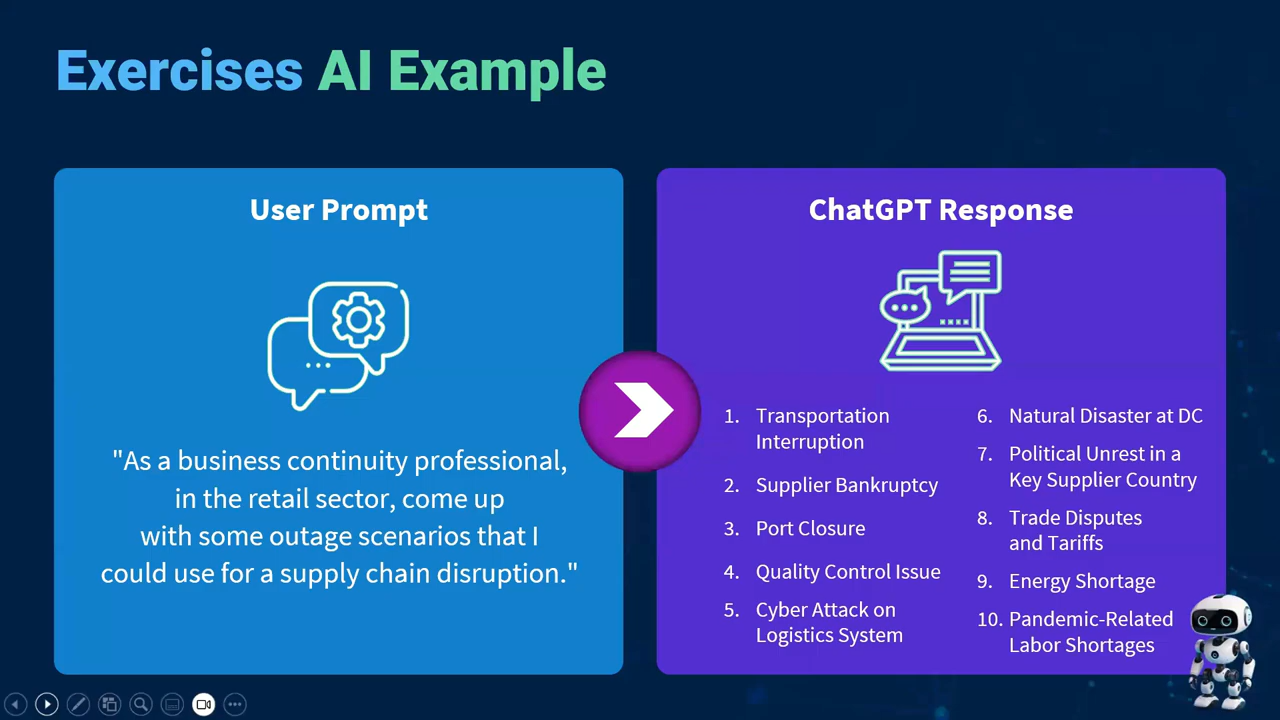 Exercises AI Example
User Prompt
"As a business continuity professional,
in the retail sector, come up
with some outage scenarios that I
could use for a supply chain disruption."
ChatGPT Response
1. Transportation
Interruption
2. Supplier Bankruptcy
3. Port Closure
4. Quality Control Issue
5. Cyber Attack on
Logistics System
6. Natural Disaster at DC
7. Political Unrest in a
Key Supplier Country
8. Trade Disputes
and Tariffs
9. Energy Shortage
10. Pandemic-Related
Labor Shortages